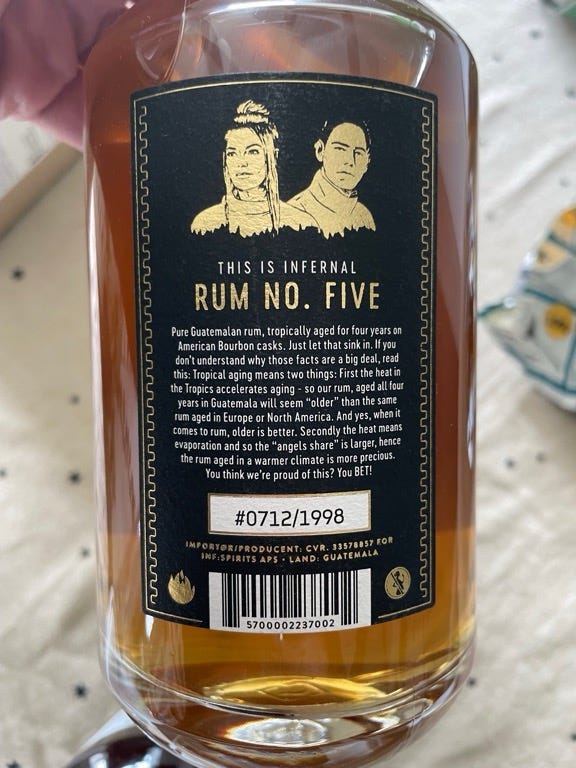 THIS IS INFERNAL
RUM NO. FIVE
Pure Guatemalan rum, tropically aged for four years on
American Bourbon casks. Just let that sink in. If you
don't understand why those facts are a big deal, read
this: Tropical aging means two things: First the heat in
the Tropics accelerates aging - so our rum, aged all four
years in Guatemala will seem "older" than the same
rum aged in Europe or North America. And yes, when it
comes to rum, older is better. Secondly the heat means
evaporation and so the "angels share" is larger, hence
the rum aged in a warmer climate is more precious.
You think we're proud of this? You BET!
#0712/1998
IMPORTØR/PRODUCENT: CVR. 33578857 FOR
INF:SPIRITS APS • LAND: GUATEMALA
5700002237002